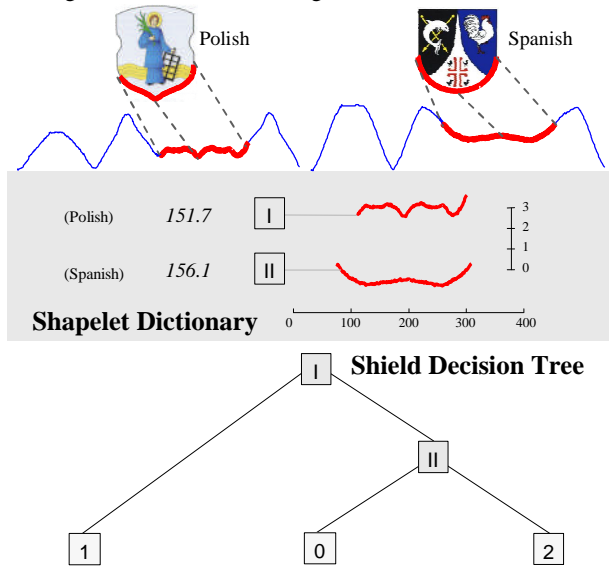 Polish
Spanish
(Polish) 151.7 I
3
2
1
0
(Spanish) 156.1 II
Shapelet Dictionary
0 100 200 300 400
Shield Decision Tree
I
II
1 0 2